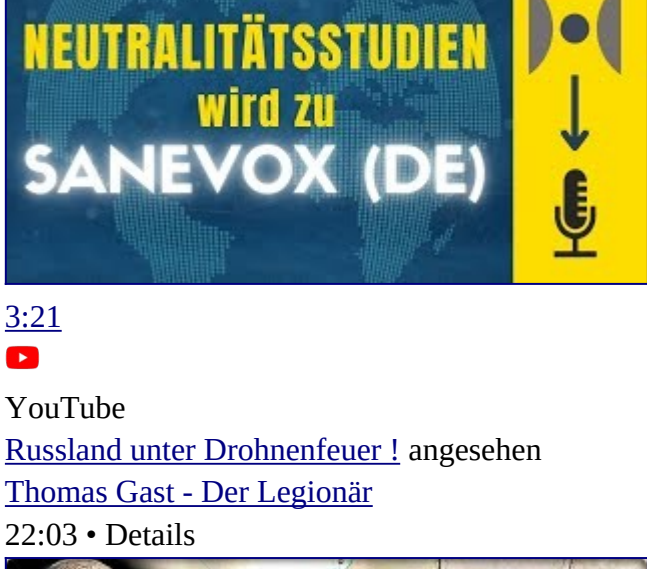 NEUTRALITÄTSSTUDIEN
wird zu
SANEVOX (DE)
3:21
YouTube
Russland unter Drohnenfeuer ! angesehen
Thomas Gast - Der Legionär
22:03 • Details